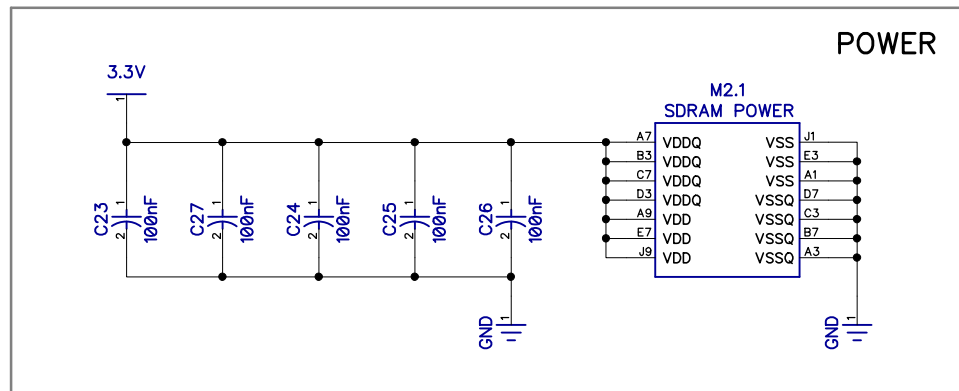 POWER
3.3V
1
M2.1
SDRAM POWER
A7 VDDQ VSS J1
B3 VDDQ VSS E3
C7 VDDQ VSS A1
D3 VDDQ VSSQ D7
A9 VDD VSSQ C3
E7 VDD VSSQ B7
J9 VDD VSSQ A3
C23 1 2 100nF
C27 1 2 100nF
C24 1 2 100nF
C25 1 2 100nF
C26 1 2 100nF
GND 1
GND 1